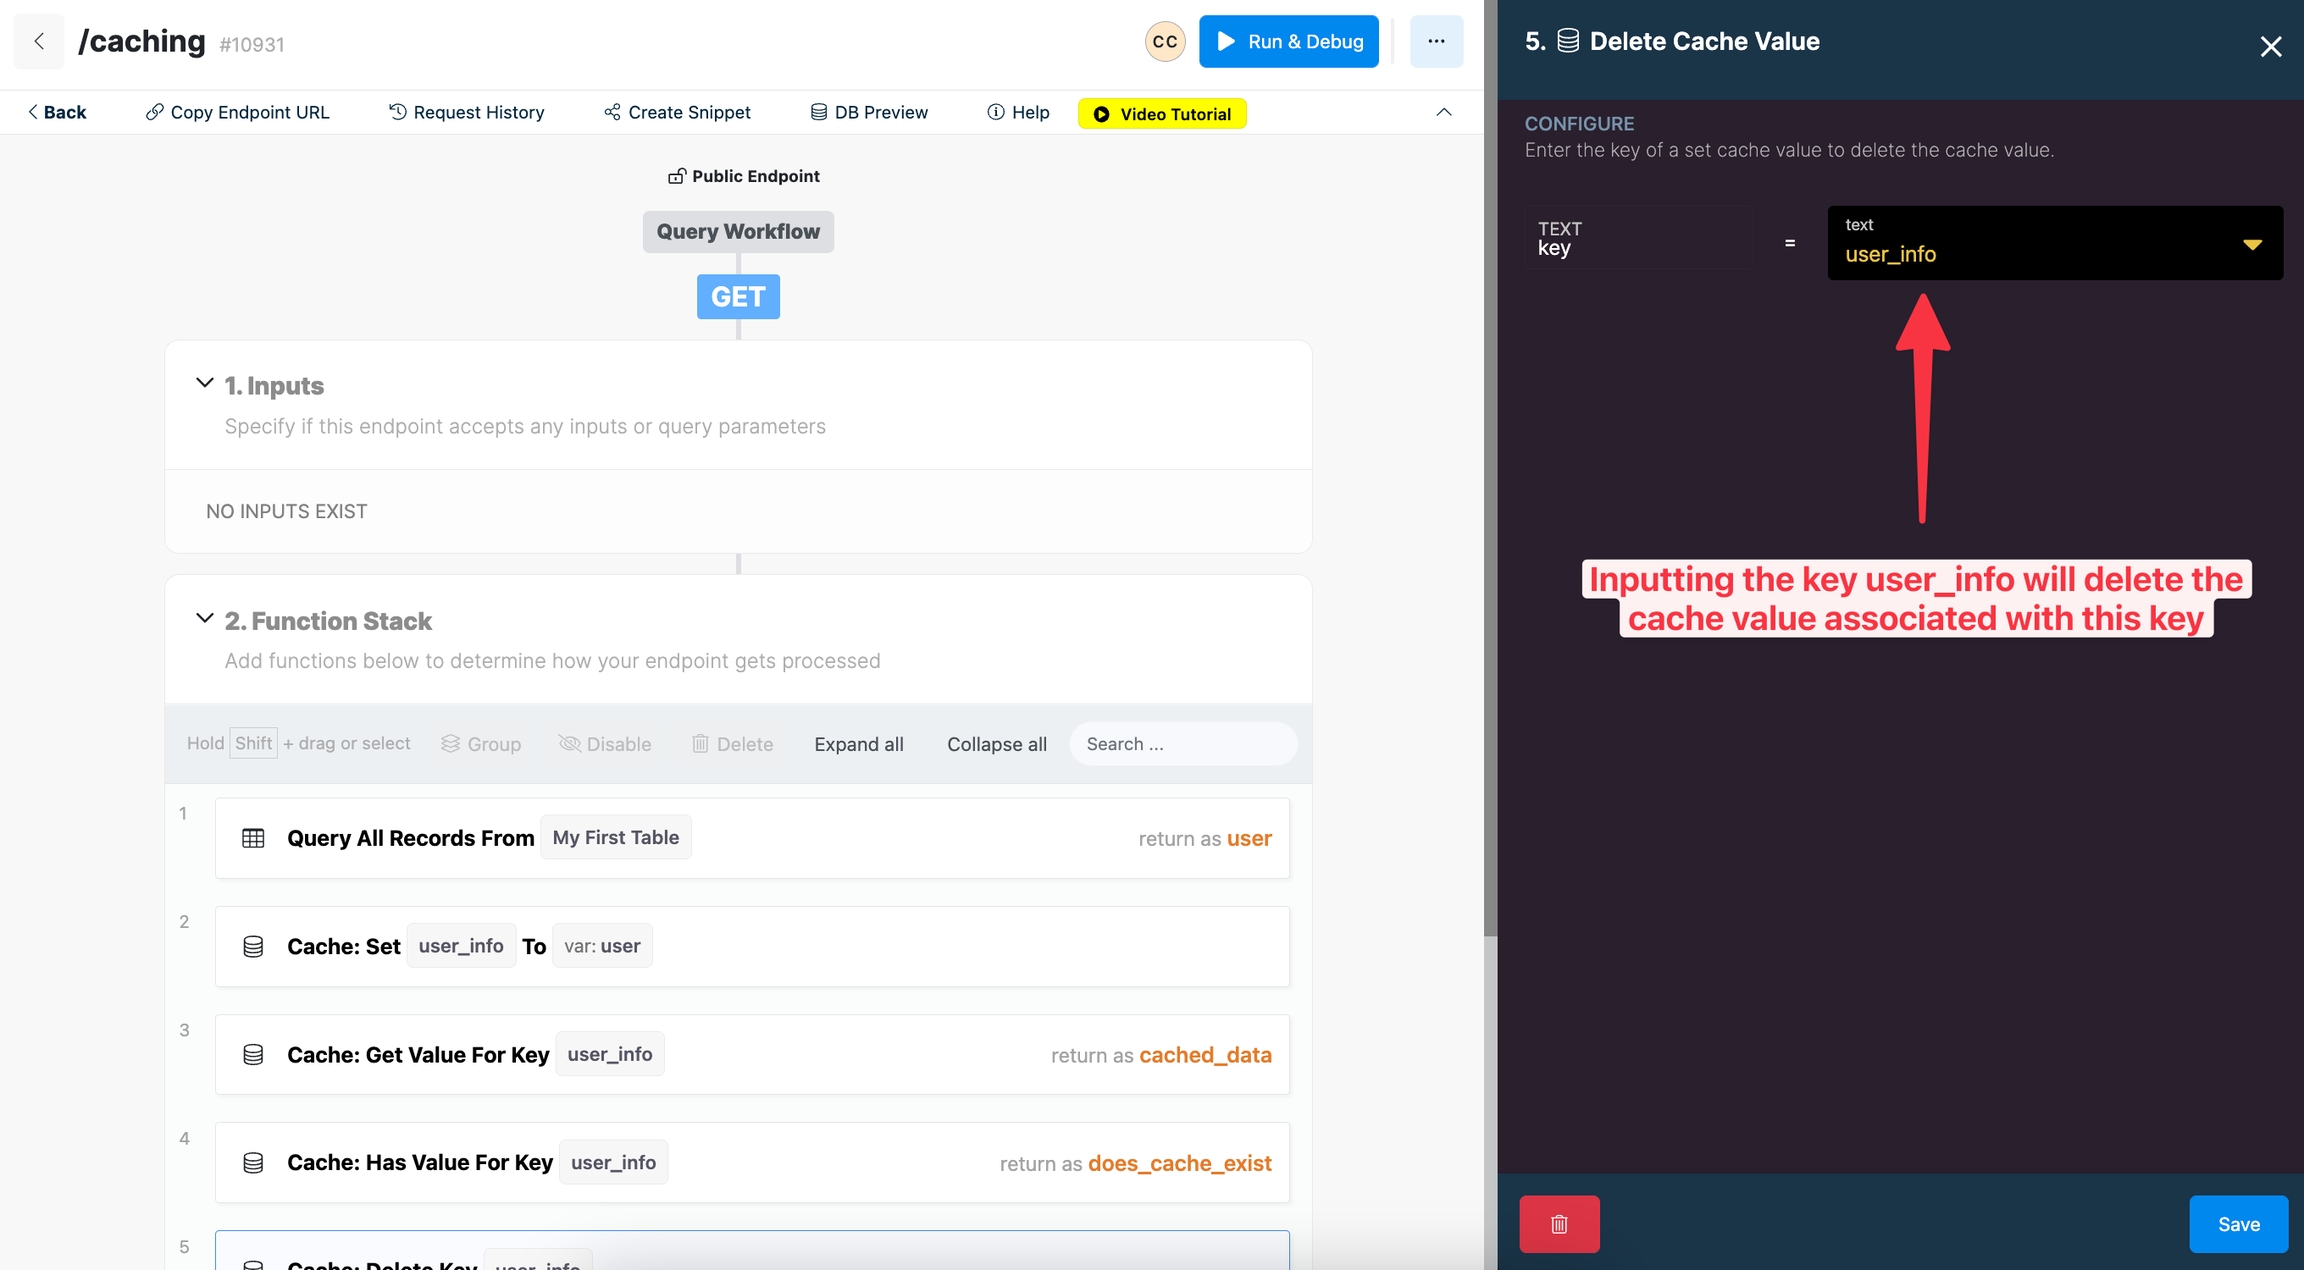 /caching #10931
CC
Run & Debug
Back
Copy Endpoint URL
Request History
Create Snippet
DB Preview
Help
Video Tutorial
Public Endpoint
Query Workflow
GET
1. Inputs
Specify if this endpoint accepts any inputs or query parameters
NO INPUTS EXIST
2. Function Stack
Add functions below to determine how your endpoint gets processed
Hold Shift + drag or select
Group
Disable
Delete
Expand all
Collapse all
Search ...
1
Query All Records From My First Table
return as user
2
Cache: Set user_info To var: user
3
Cache: Get Value For Key user_info
return as cached_data
4
Cache: Has Value For Key user_info
return as does_cache_exist
5
Cache: Delete Key user_info
5. Delete Cache Value
CONFIGURE
Enter the key of a set cache value to delete the cache value.
TEXT
key
=
text
user_info
Inputting the key user_info will delete the
cache value associated with this key
Save